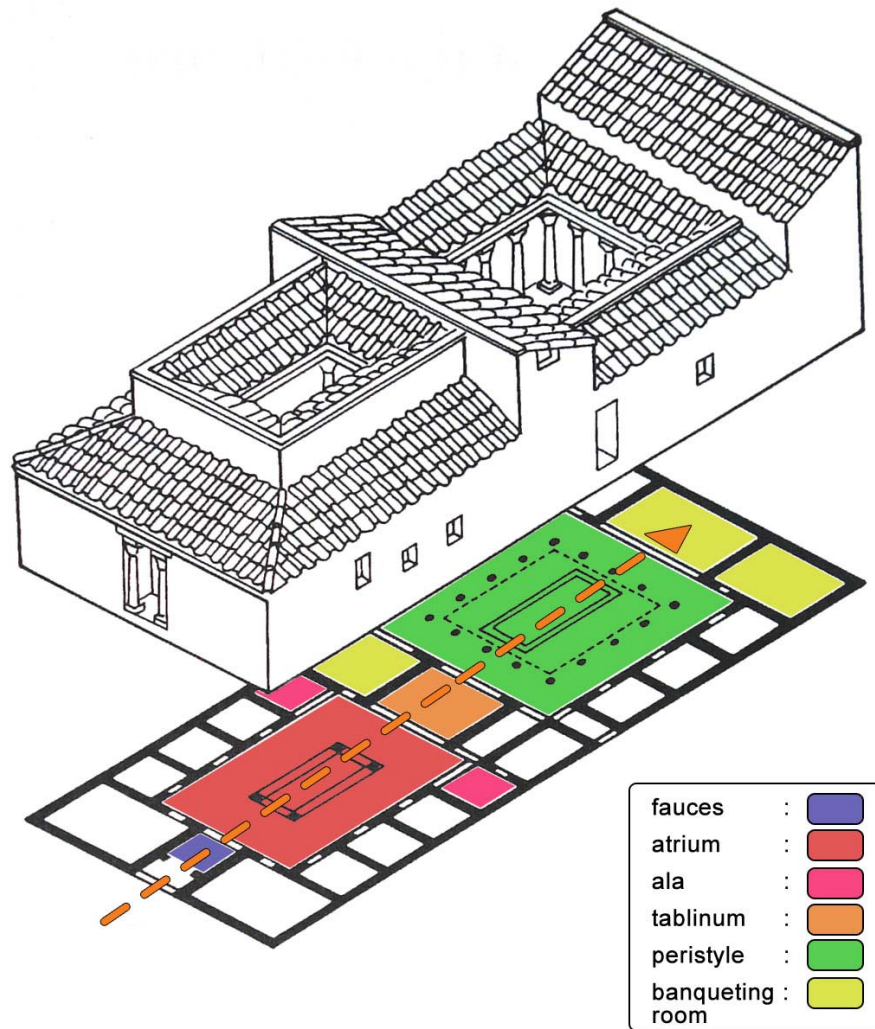 fauces :
atrium :
ala :
tablinum :
peristyle :
banqueting :
room